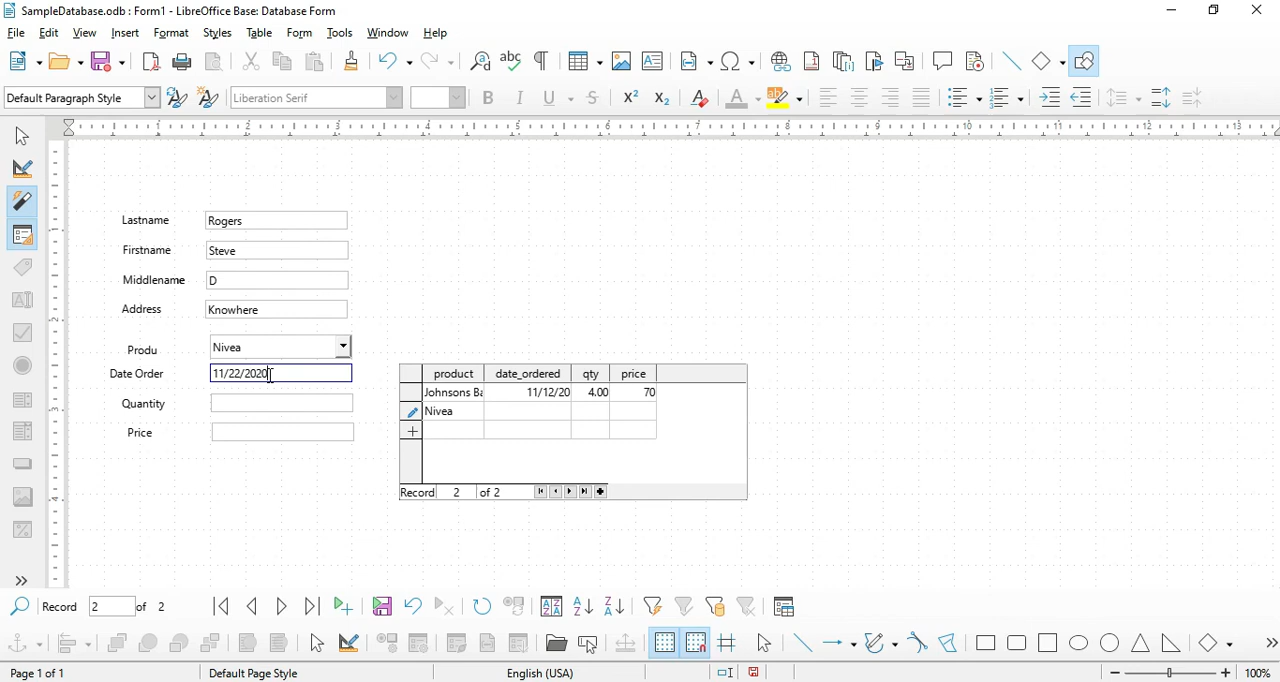 SampleDatabase.odb : Form1 - LibreOffice Base: Database Form
File Edit View Insert Format Styles Table Form Tools Window Help
Default Paragraph Style Liberation Serif
Lastname Rogers
Firstname Steve
Middlename D
Address Knowhere
Produ Nivea
Date Order 11/22/2020
Quantity
Price
product date_ordered qty price
Johnsons Ba 11/12/20 4.00 70
Nivea
Record 2 of 2
Record 2 of 2
Page 1 of 1 Default Page Style English (USA) 100%